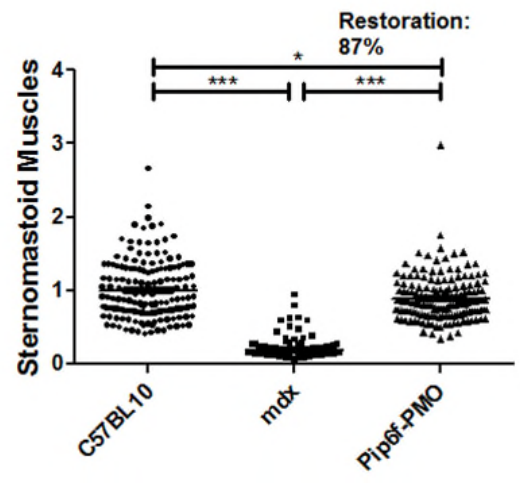 Restoration:
87%
*
*** ***
Sternomastoid Muscles
4
3
2
1
0
C57BL10
mdx
Pip6f-PMO